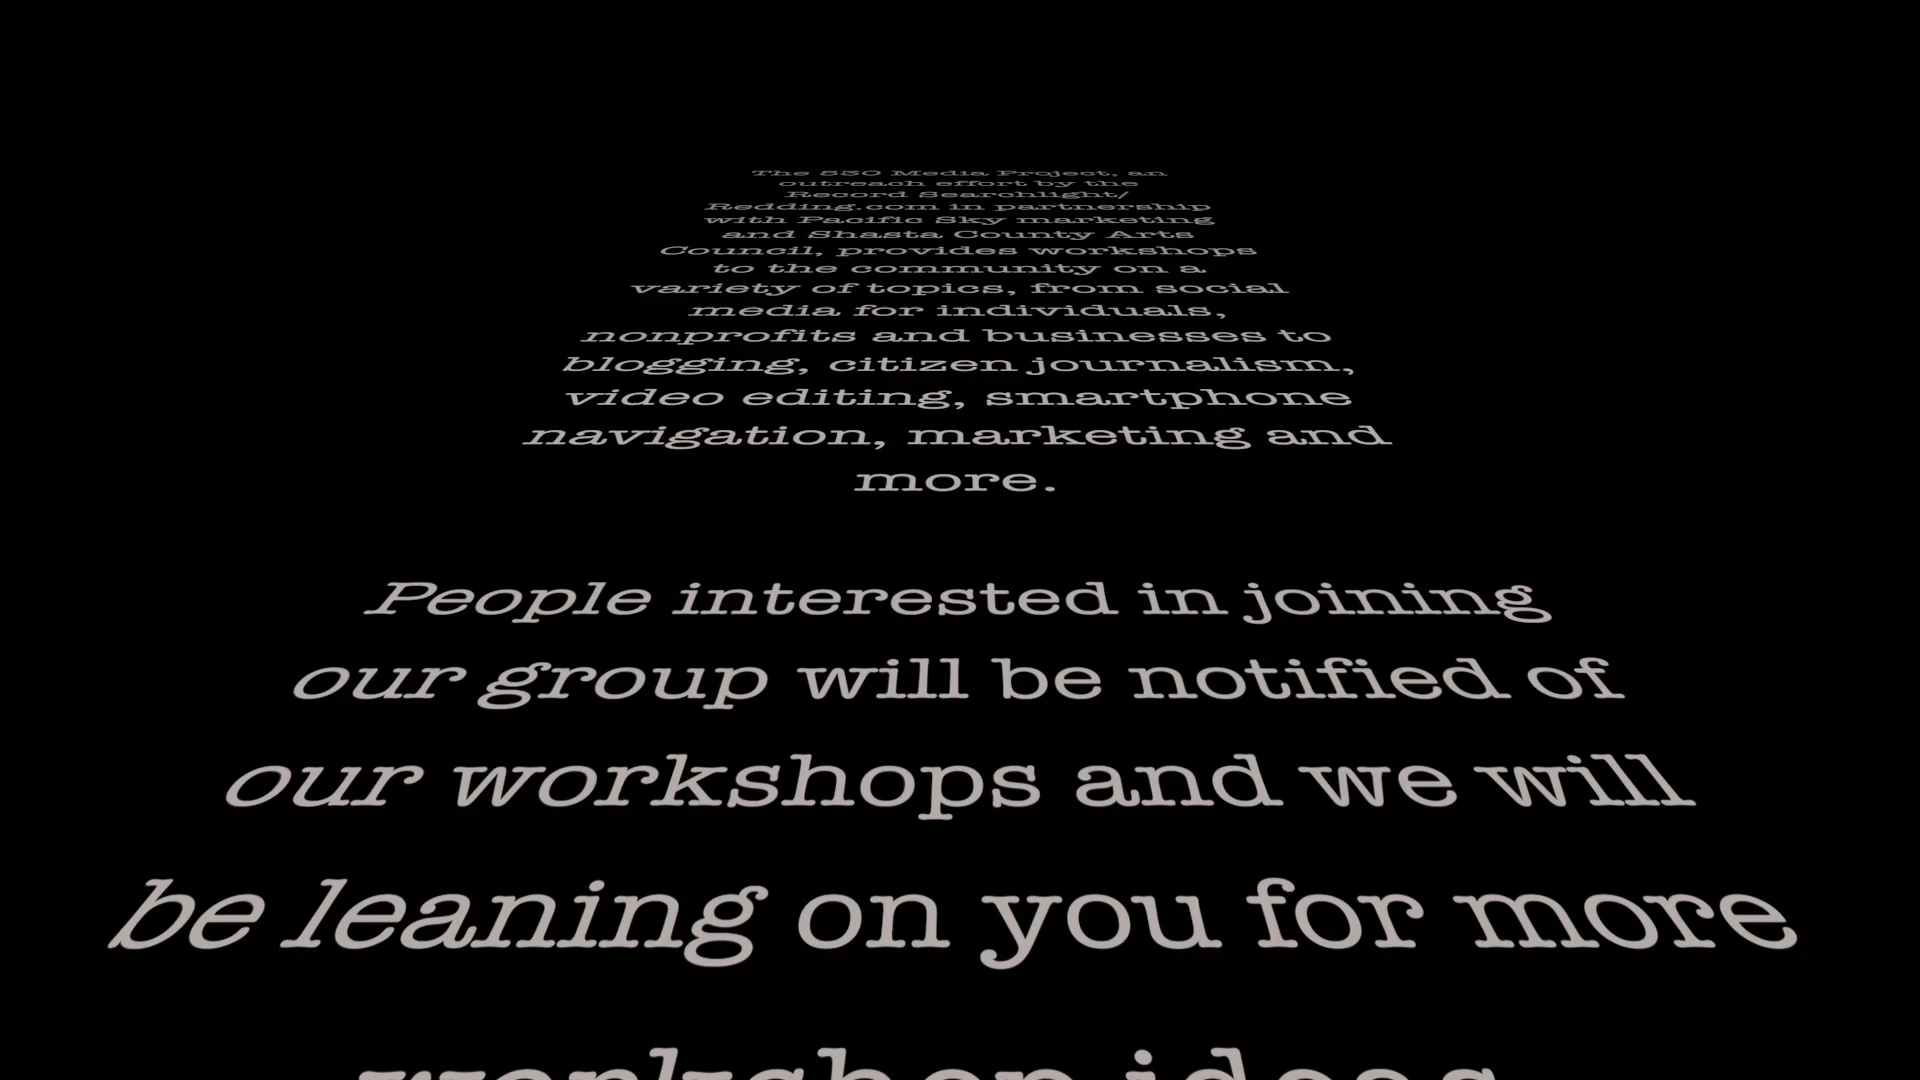 The 530 Media Project, an
outreach effort by the
Record Searchlight/
Redding.com in partnership
with Pacific Sky marketing
and Shasta County Arts
Council, provides workshops
to the community on a
variety of topics, from social
media for individuals,
nonprofits and businesses to
blogging, citizen journalism,
video editing, smartphone
navigation, marketing and
more.
People interested in joining
our group will be notified of
our workshops and we will
be leaning on you for more
workshop ideas